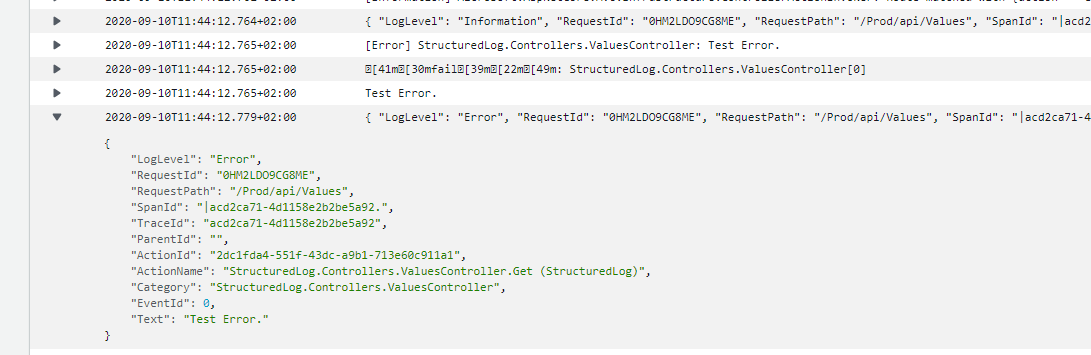 2020-09-10T11:44:12.764+02:00 { "LogLevel": "Information", "RequestId": "0HM2LDO9CG8ME", "RequestPath": "/Prod/api/Values", "SpanId": "|acd2
2020-09-10T11:44:12.765+02:00 [Error] StructuredLog.Controllers.ValuesController: Test Error.
2020-09-10T11:44:12.765+02:00 [41m[30mfail[39m[22m[49m: StructuredLog.Controllers.ValuesController[0]
2020-09-10T11:44:12.765+02:00 Test Error.
2020-09-10T11:44:12.779+02:00 { "LogLevel": "Error", "RequestId": "0HM2LDO9CG8ME", "RequestPath": "/Prod/api/Values", "SpanId": "|acd2ca71-4
{
"LogLevel": "Error",
"RequestId": "0HM2LDO9CG8ME",
"RequestPath": "/Prod/api/Values",
"SpanId": "|acd2ca71-4d1158e2b2be5a92.",
"TraceId": "acd2ca71-4d1158e2b2be5a92",
"ParentId": "",
"ActionId": "2dc1fda4-551f-43dc-a9b1-713e60c911a1",
"ActionName": "StructuredLog.Controllers.ValuesController.Get (StructuredLog)",
"Category": "StructuredLog.Controllers.ValuesController",
"EventId": 0,
"Text": "Test Error."
}